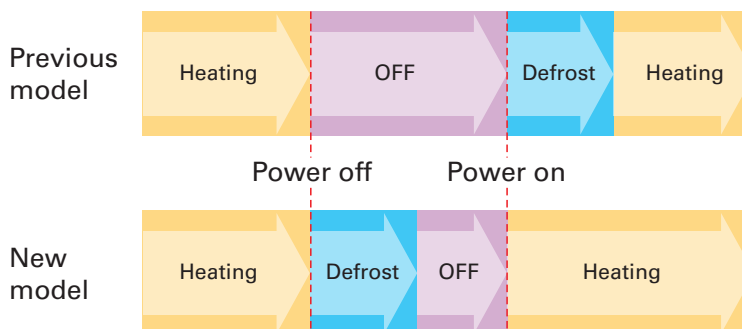 Previous
model
Heating
OFF
Defrost
Heating
Power off
Power on
New
model
Heating
Defrost
OFF
Heating